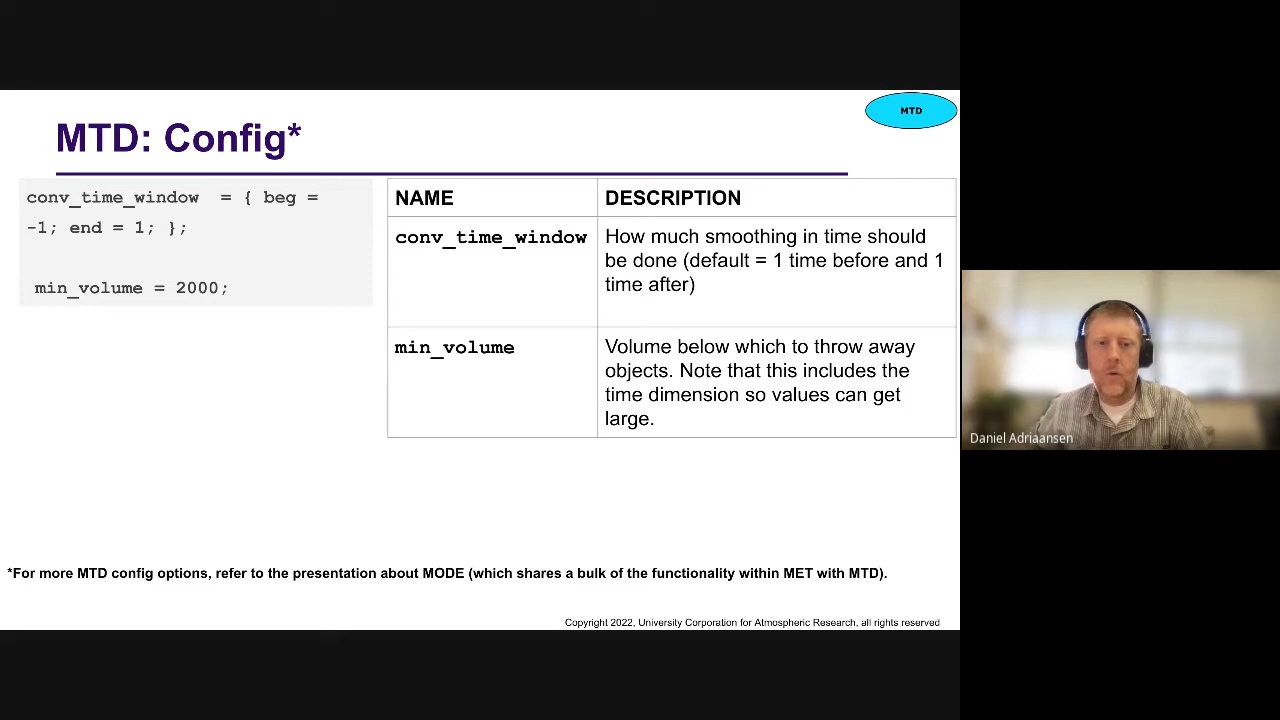 MTD
MTD: Config*
conv_time_window = { beg =
-1; end = 1; };
min_volume = 2000;
NAME
DESCRIPTION
conv_time_window
How much smoothing in time should
be done (default = 1 time before and 1
time after)
min_volume
Volume below which to throw away
objects. Note that this includes the
time dimension so values can get
large.
Daniel Adriaansen
*For more MTD config options, refer to the presentation about MODE (which shares a bulk of the functionality within MET with MTD).
Copyright 2022, University Corporation for Atmospheric Research, all rights reserved